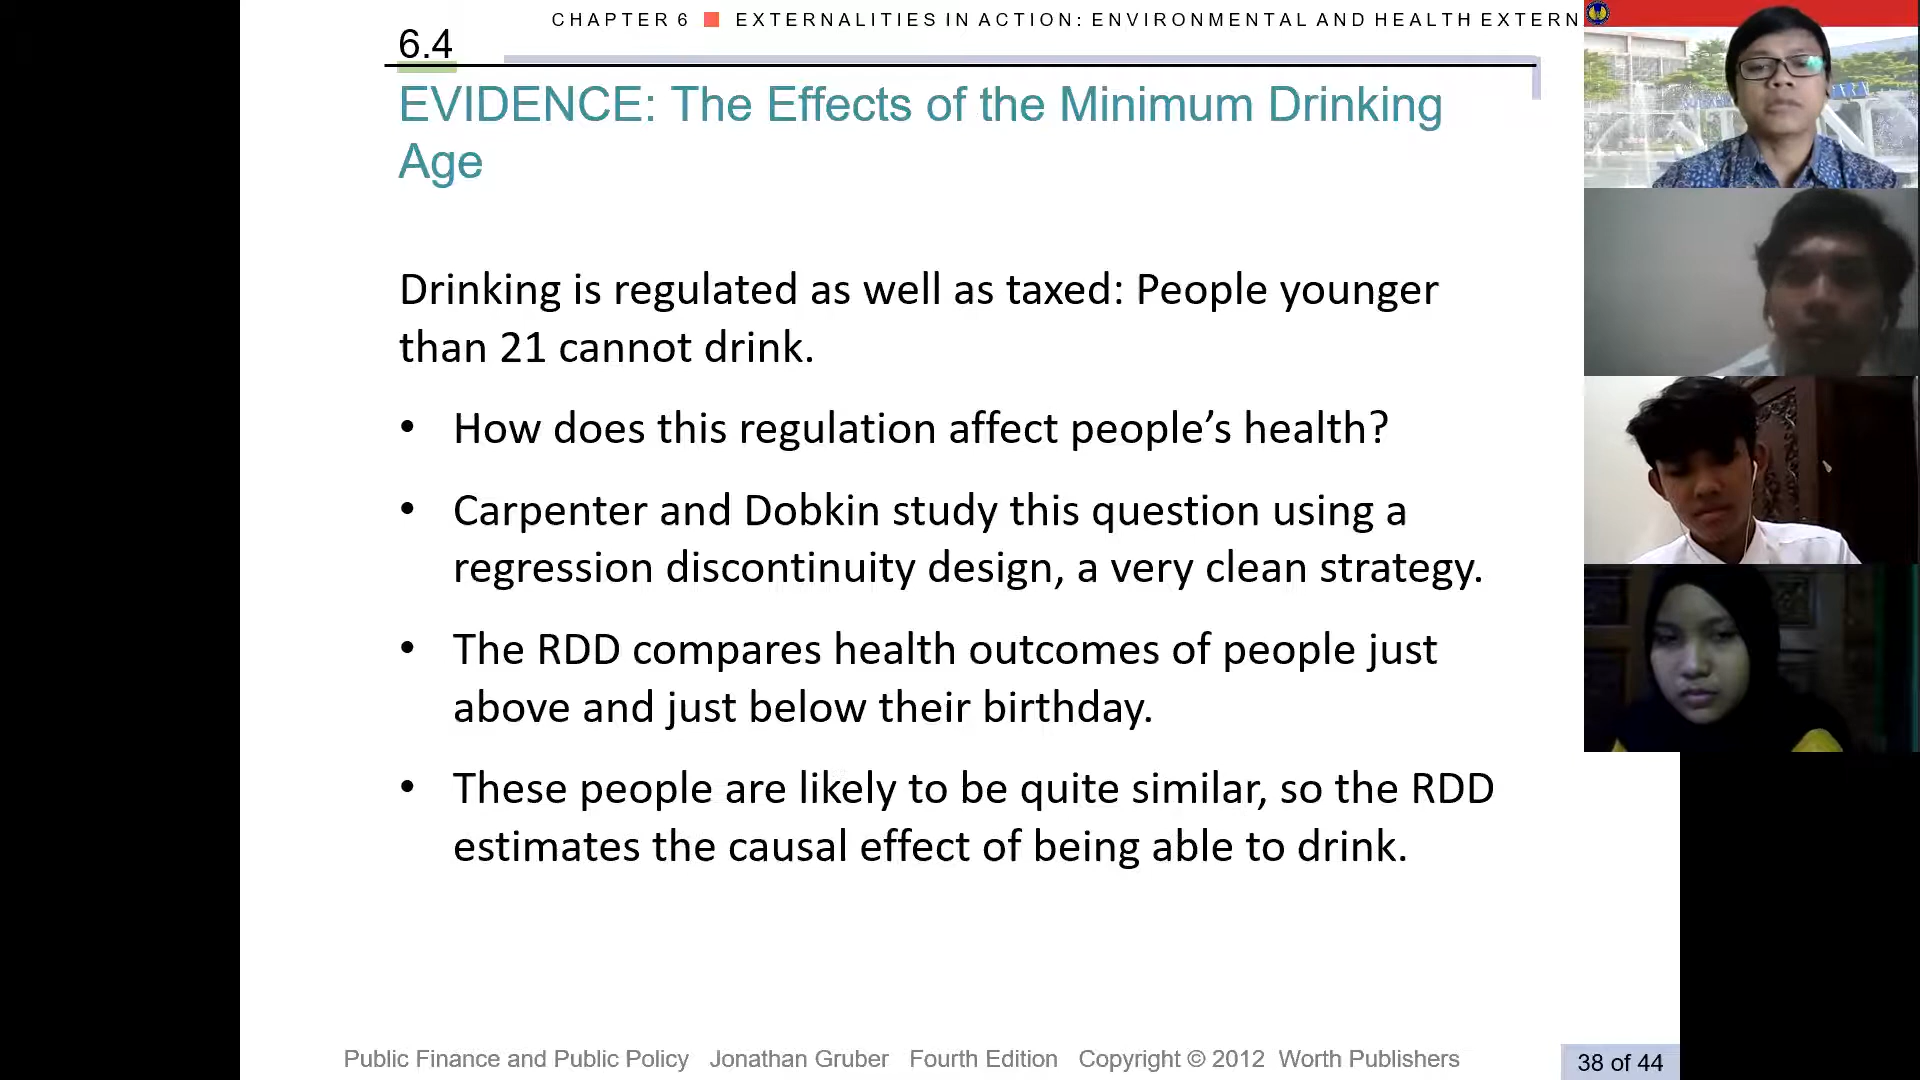 CHAPTER 6 ■ EXTERNALITIES IN ACTION: ENVIRONMENTAL AND HEALTH EXTERN
6.4
EVIDENCE: The Effects of the Minimum Drinking
Age
Drinking is regulated as well as taxed: People younger
than 21 cannot drink.
• How does this regulation affect people’s health?
• Carpenter and Dobkin study this question using a
regression discontinuity design, a very clean strategy.
• The RDD compares health outcomes of people just
above and just below their birthday.
• These people are likely to be quite similar, so the RDD
estimates the causal effect of being able to drink.
Public Finance and Public Policy Jonathan Gruber Fourth Edition Copyright © 2012 Worth Publishers
38 of 44